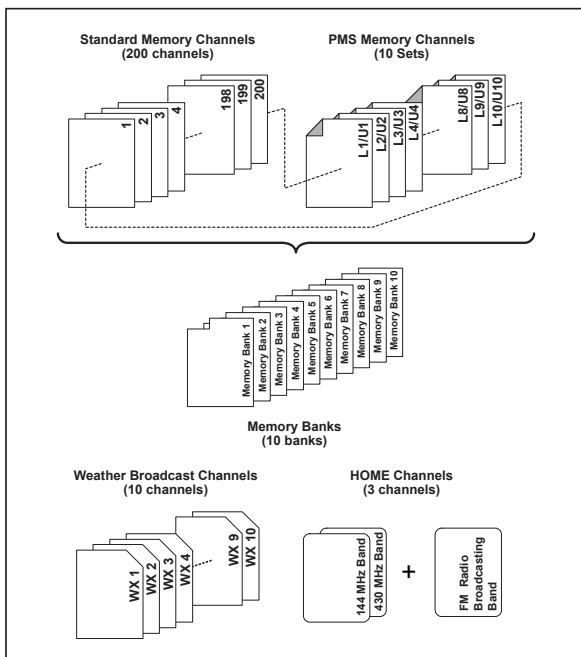 Standard Memory Channels
(200 channels)
PMS Memory Channels
(10 Sets)
1
2
3
4
198
199
200
L1/U1
L2/U2
L3/U3
L4/U4
L8/U8
L9/U9
L10/U10
Memory Bank 1
Memory Bank 2
Memory Bank 3
Memory Bank 4
Memory Bank 5
Memory Bank 6
Memory Bank 7
Memory Bank 8
Memory Bank 9
Memory Bank 10
Memory Banks
(10 banks)
Weather Broadcast Channels
(10 channels)
HOME Channels
(3 channels)
WX 1
WX 2
WX 3
WX 4
WX 9
WX 10
144 MHz Band
430 MHz Band
+
FM Radio
Broadcasting
Band